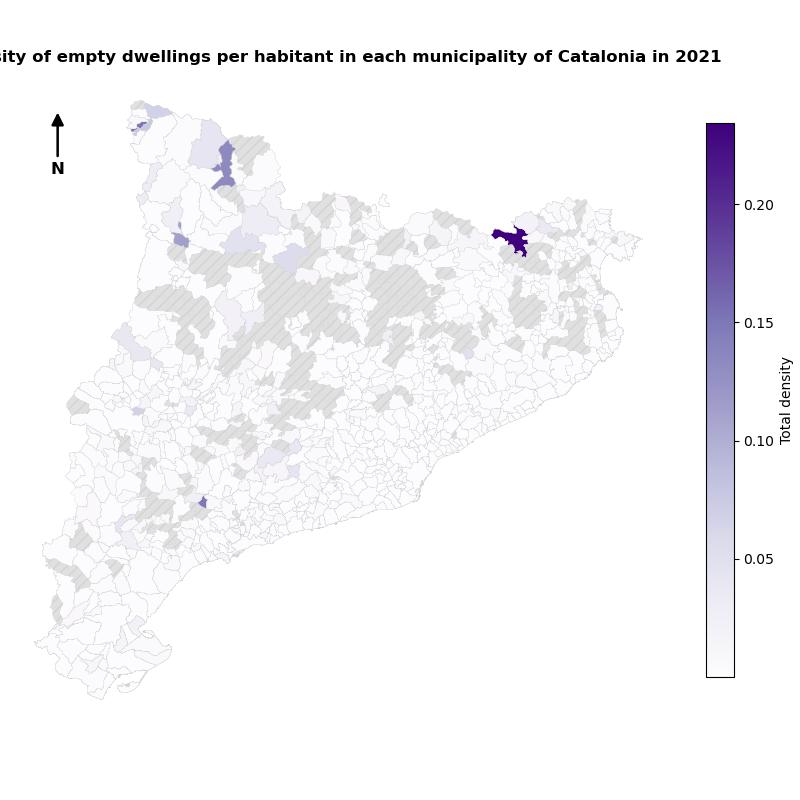 of empty dwellings per habitant in each municipality of Catalonia in 2021
N
0.20
0.15
0.10
0.05
Total density